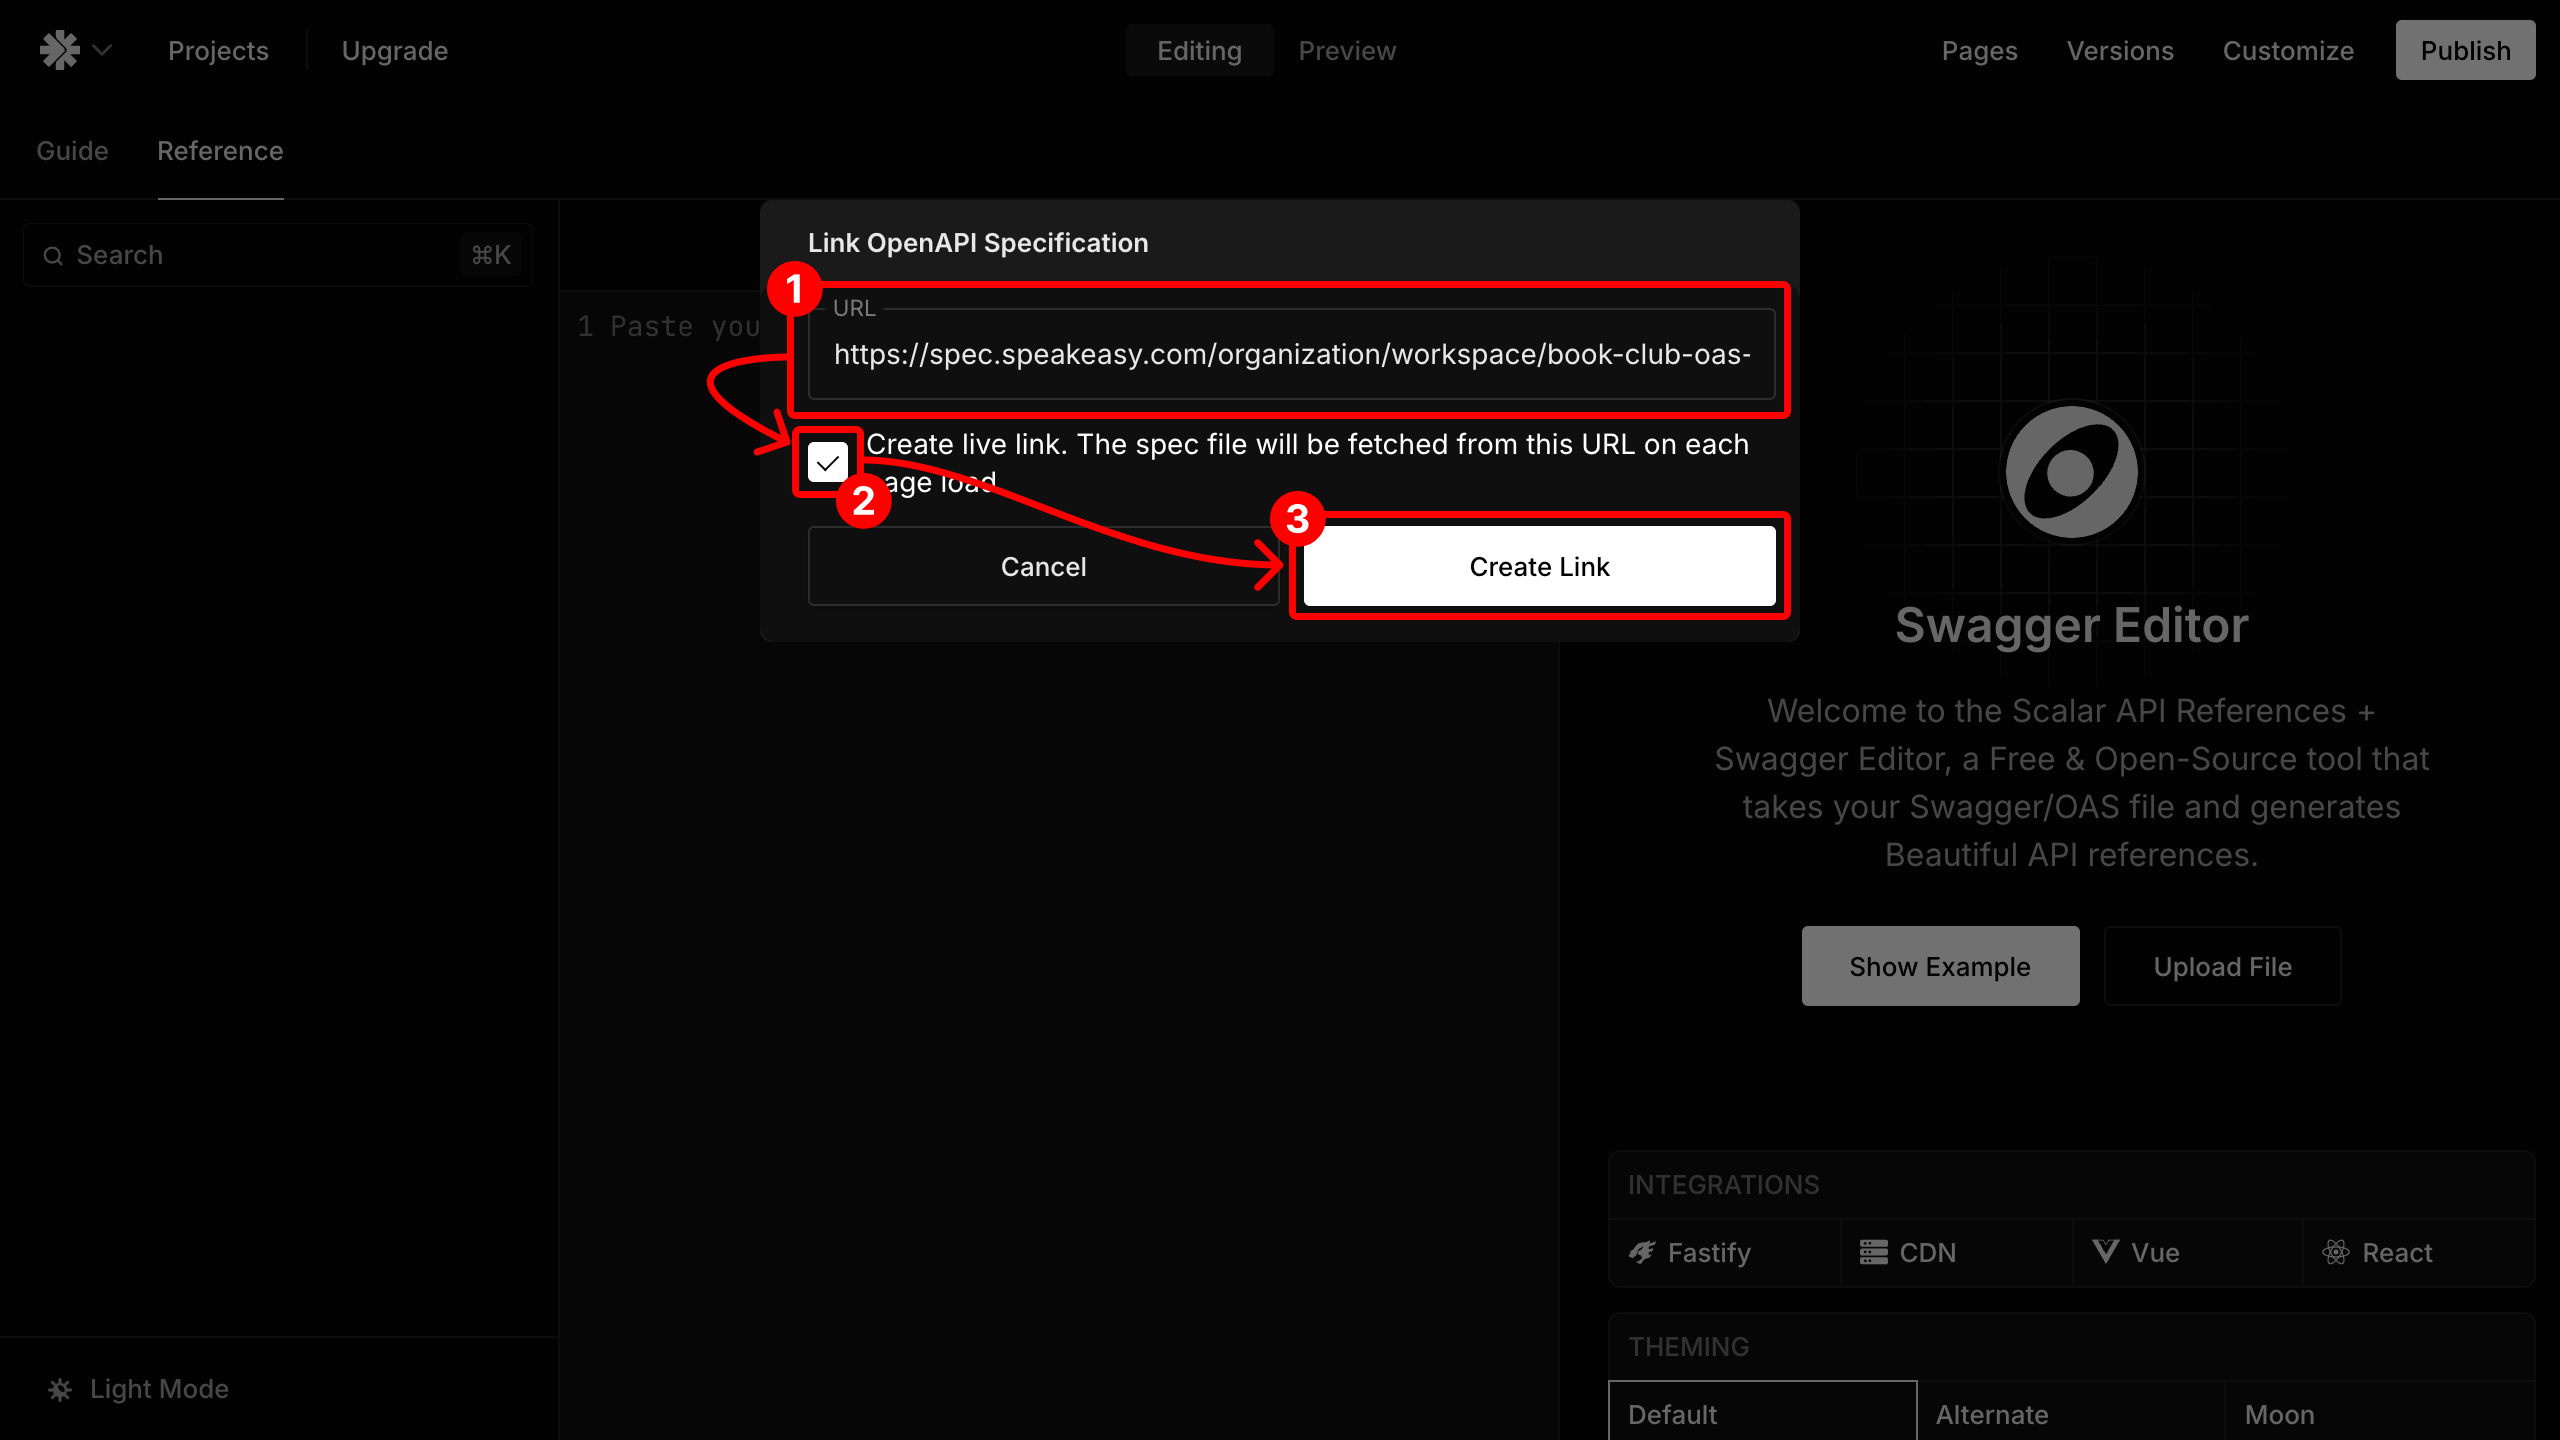 Projects
Upgrade
Editing
Preview
Pages
Versions
Customize
Publish
Guide
Reference
Search
⌘K
1 Paste you
Link OpenAPI Specification
1
URL
https://spec.speakeasy.com/organization/workspace/book-club-oas-
Create live link. The spec file will be fetched from this URL on each
age load
2
3
Cancel
Create Link
Swagger Editor
Welcome to the Scalar API References +
Swagger Editor, a Free & Open-Source tool that
takes your Swagger/OAS file and generates
Beautiful API references.
Show Example
Upload File
INTEGRATIONS
Fastify
CDN
Vue
React
THEMING
Default
Alternate
Moon
Light Mode